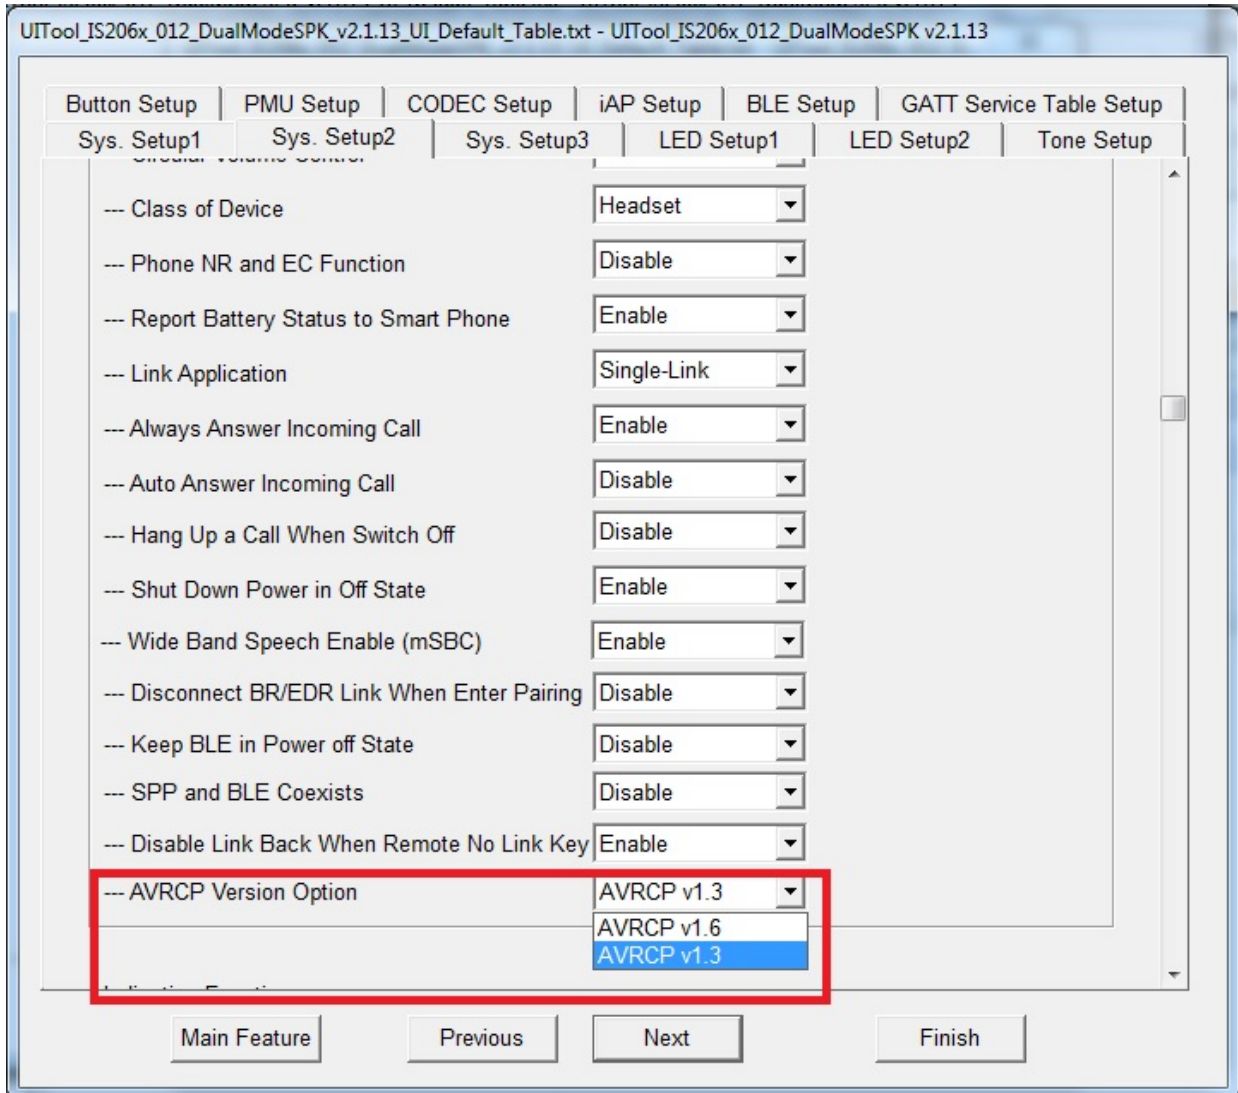 UITool_IS206x_012_DualModeSPK_v2.1.13_UI_Default_Table.txt - UITool_IS206x_012_DualModeSPK v2.1.13
Button Setup PMU Setup CODEC Setup iAP Setup BLE Setup GATT Service Table Setup
Sys. Setup1 Sys. Setup2 Sys. Setup3 LED Setup1 LED Setup2 Tone Setup
--- Class of Device Headset
--- Phone NR and EC Function Disable
--- Report Battery Status to Smart Phone Enable
--- Link Application Single-Link
--- Always Answer Incoming Call Enable
--- Auto Answer Incoming Call Disable
--- Hang Up a Call When Switch Off Disable
--- Shut Down Power in Off State Enable
--- Wide Band Speech Enable (mSBC) Enable
--- Disconnect BR/EDR Link When Enter Pairing Disable
--- Keep BLE in Power off State Disable
--- SPP and BLE Coexists Disable
--- Disable Link Back When Remote No Link Key Enable
--- AVRCP Version Option AVRCP v1.3
AVRCP v1.6
AVRCP v1.3
Main Feature Previous Next Finish